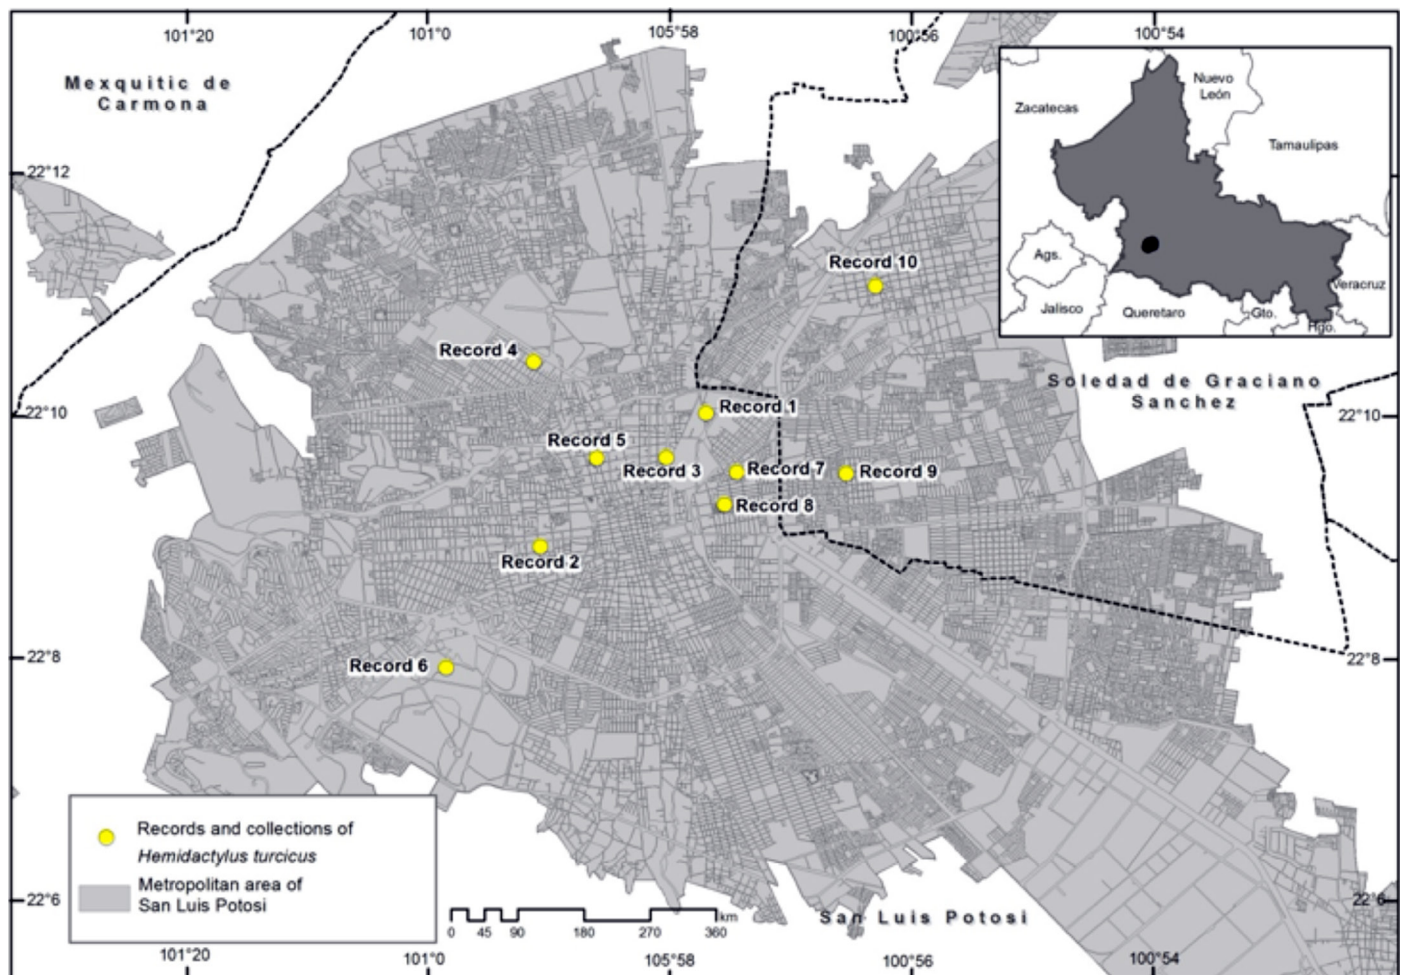 101°20
101°0
105°58
100°56
100°54
Mexquitic de
Carmona
Nuevo
León
Zacatecas
Tamaulipas
22°12
Ags.
Record 10
Veracruz
Jalisco
Queretaro
Gto.
Hgo.
Record 4
Soledad de Graciano
Sanchez
22°10
Record 1
22°10
Record 5
Record 3
Record 7
Record 9
Record 8
Record 2
22°8
Record 6
22°8
Records and collections of
Hemidactylus turcicus
Metropolitan area of
San Luis Potosi
22°6
22°6
San Luis Potosi
km
0 45 90 180 270 360
101°20
101°0
105°58
100°56
100°54